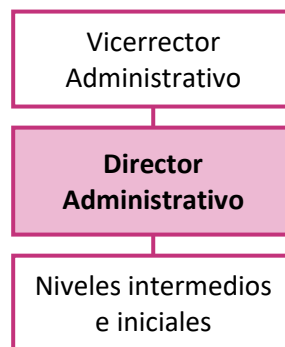 Vicerrector
Administrativo
Director
Administrativo
Niveles intermedios
e iniciales